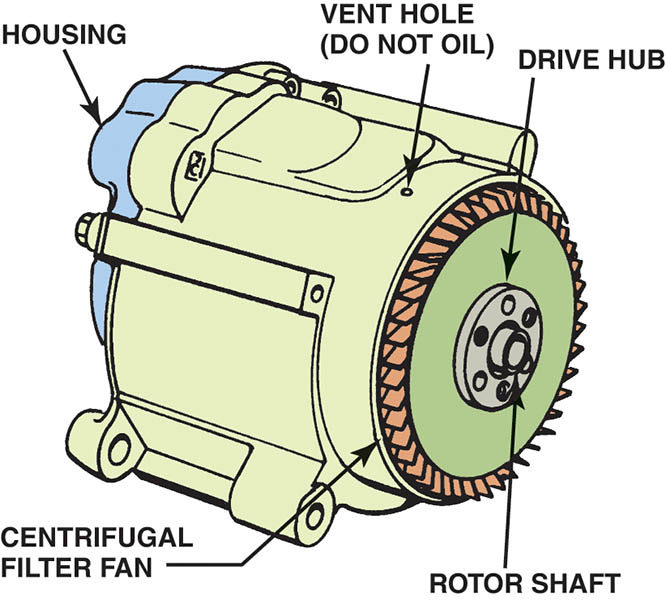 HOUSING
VENT HOLE
(DO NOT OIL)
DRIVE HUB
CENTRIFUGAL
FILTER FAN
ROTOR SHAFT